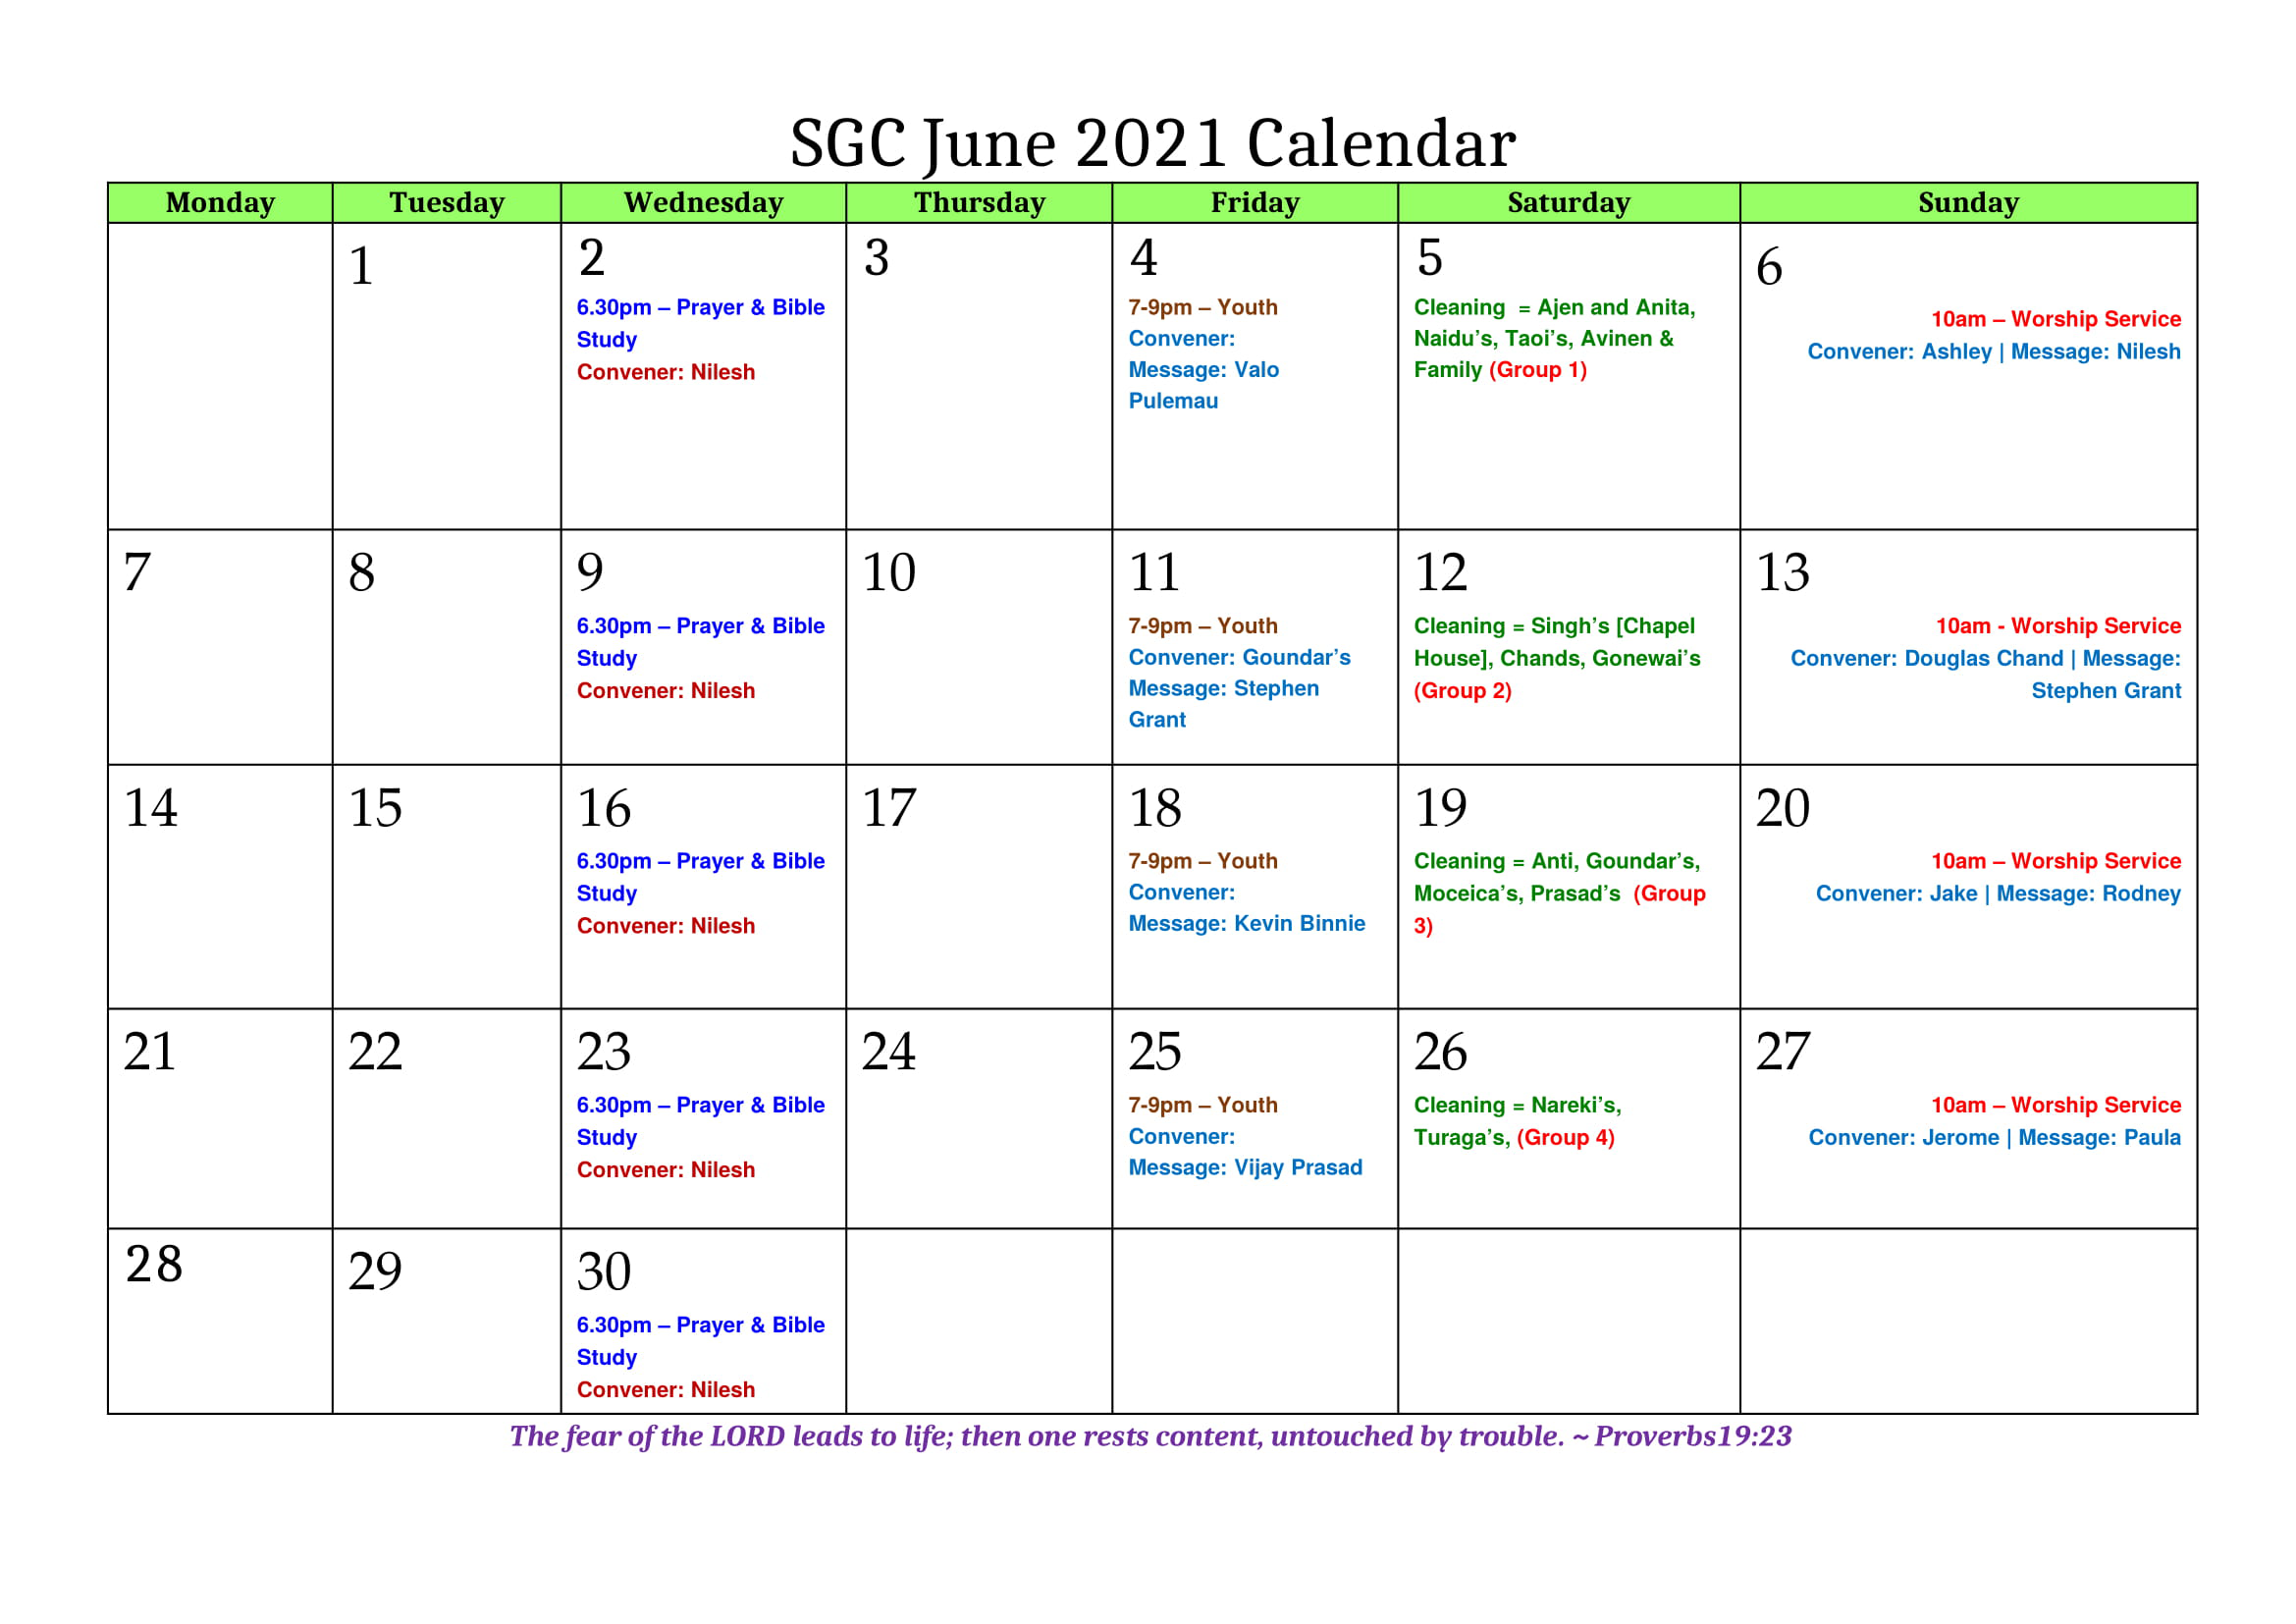 SGC June 2021 Calendar
Monday Tuesday Wednesday Thursday Friday Saturday Sunday
1
2
6.30pm – Prayer & Bible
Study
Convener: Nilesh
3
4
7-9pm – Youth
Convener:
Message: Valo
Pulemau
5
Cleaning  = Ajen and Anita,
Naidu’s, Taoi’s, Avinen &
Family (Group 1)
6
10am – Worship Service
Convener: Ashley | Message: Nilesh
7
8
9
6.30pm – Prayer & Bible
Study
Convener: Nilesh
10
11
7-9pm – Youth
Convener: Goundar’s
Message: Stephen
Grant
12
Cleaning = Singh’s [Chapel
House], Chands, Gonewai’s
(Group 2)
13
10am - Worship Service
Convener: Douglas Chand | Message:
Stephen Grant
14
15
16
6.30pm – Prayer & Bible
Study
Convener: Nilesh
17
18
7-9pm – Youth
Convener:
Message: Kevin Binnie
19
Cleaning = Anti, Goundar’s,
Moceica’s, Prasad’s  (Group
3)
20
10am – Worship Service
Convener: Jake | Message: Rodney
21
22
23
6.30pm – Prayer & Bible
Study
Convener: Nilesh
24
25
7-9pm – Youth
Convener:
Message: Vijay Prasad
26
Cleaning = Nareki’s,
Turaga’s, (Group 4)
27
10am – Worship Service
Convener: Jerome | Message: Paula
28
29
30
6.30pm – Prayer & Bible
Study
Convener: Nilesh
The fear of the LORD leads to life; then one rests content, untouched by trouble. ~ Proverbs19:23